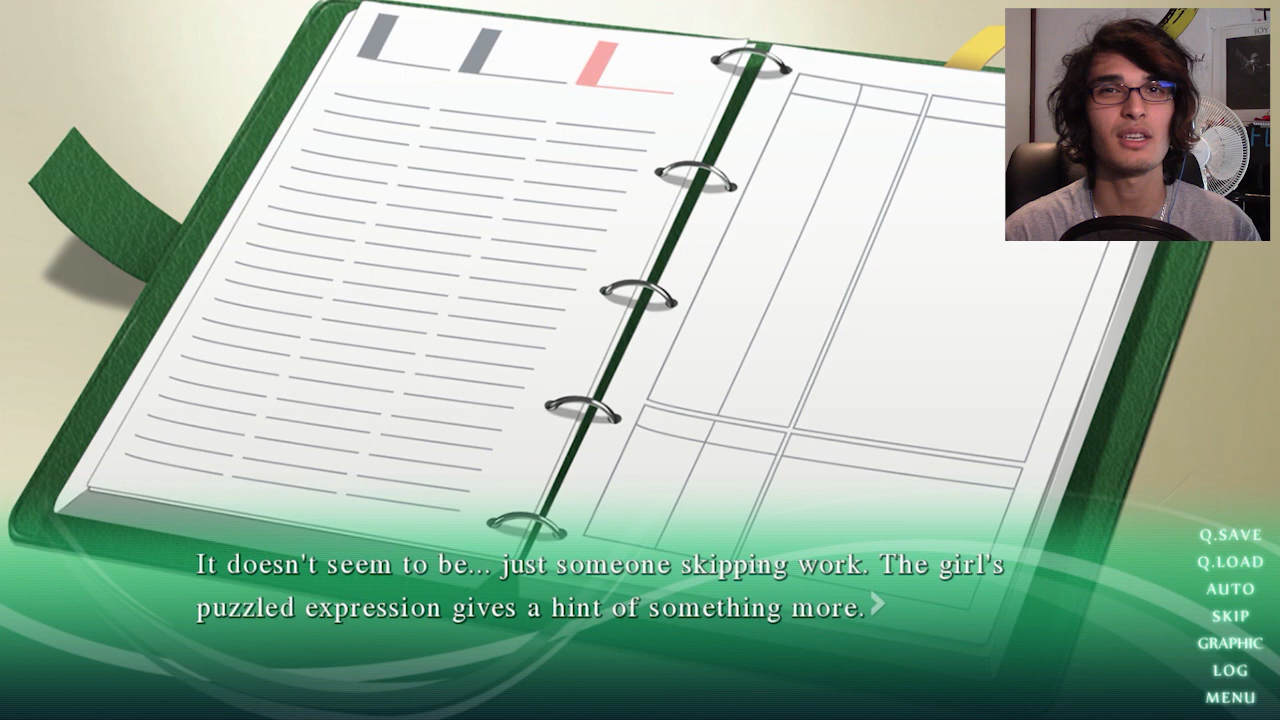 It doesn't seem to be... just someone skipping work. The girl's
puzzled expression gives a hint of something more.
Q.SAVE
Q.LOAD
AUTO
SKIP
GRAPHIC
LOG
MENU
JOY